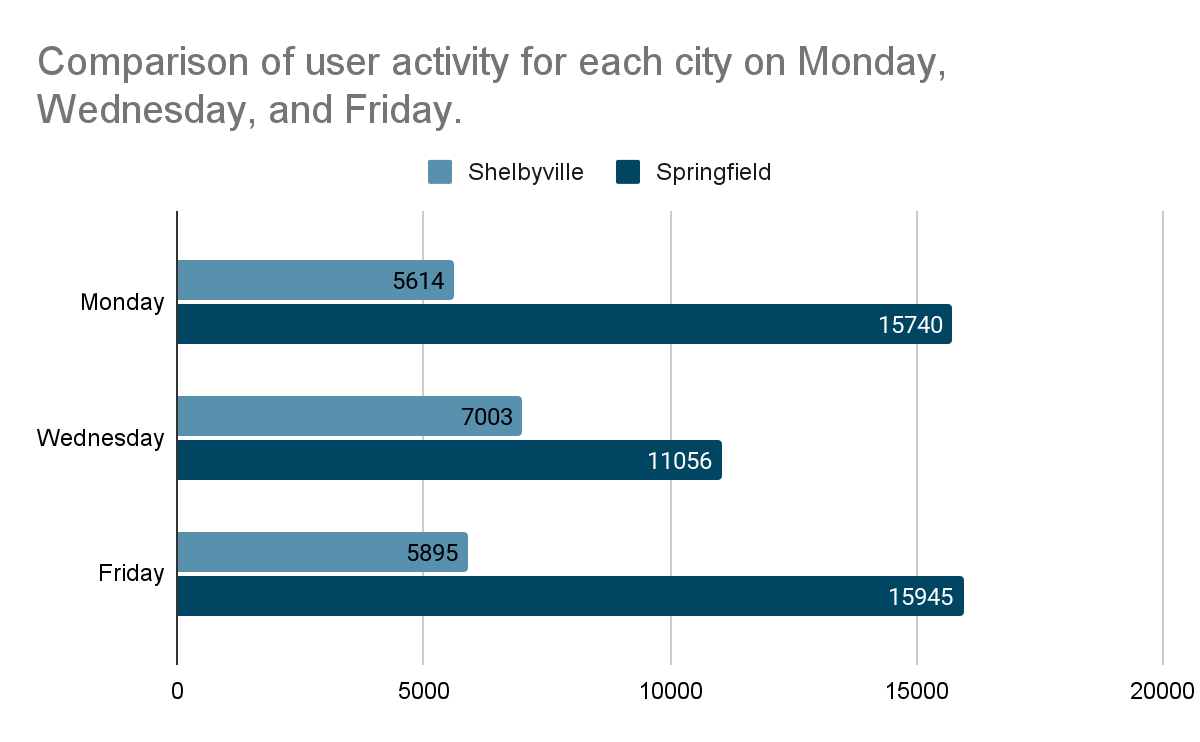 Comparison of user activity for each city on Monday,
Wednesday, and Friday.
Shelbyville Springfield
5614
Monday
15740
7003
Wednesday
11056
5895
Friday
15945
0 5000 10000 15000 20000